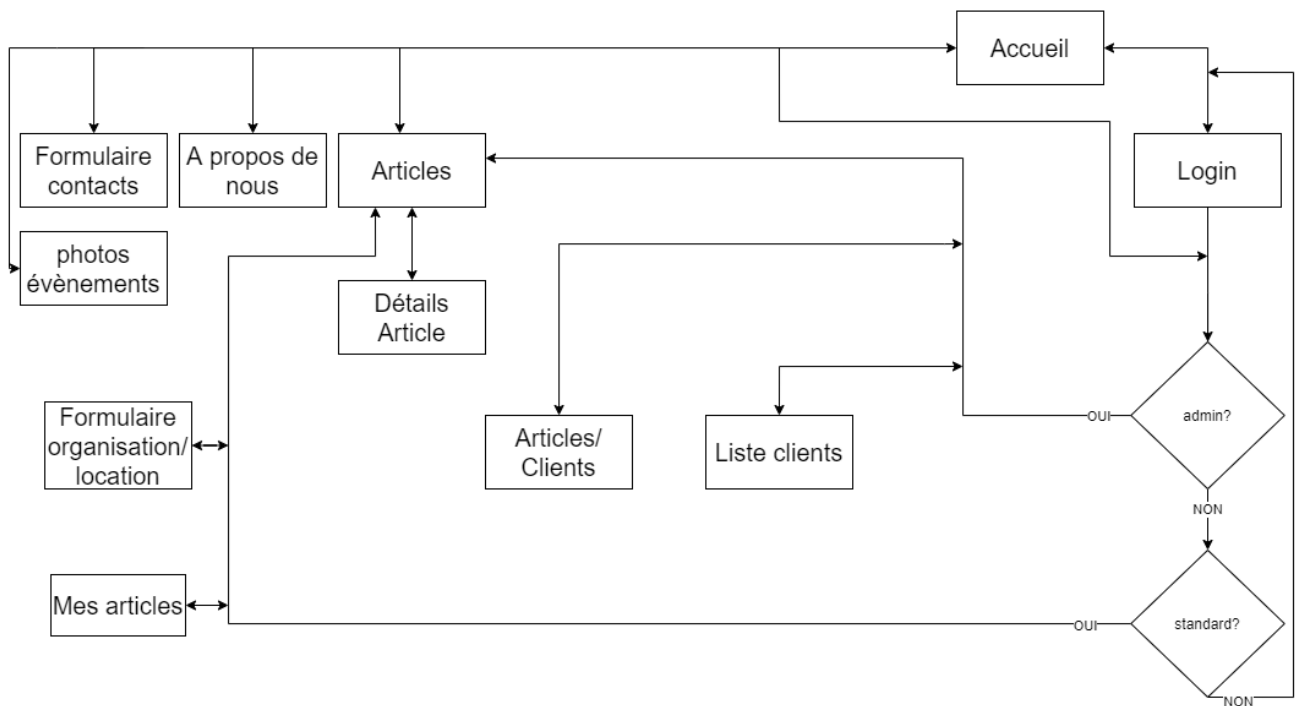 Accueil
Formulaire
contacts
A propos de
nous
Articles
Login
photos
évènements
Détails
Article
Formulaire
organisation/
location
Articles/
Clients
Liste clients
OUI
admin?
NON
Mes articles
OUI
standard?
NON